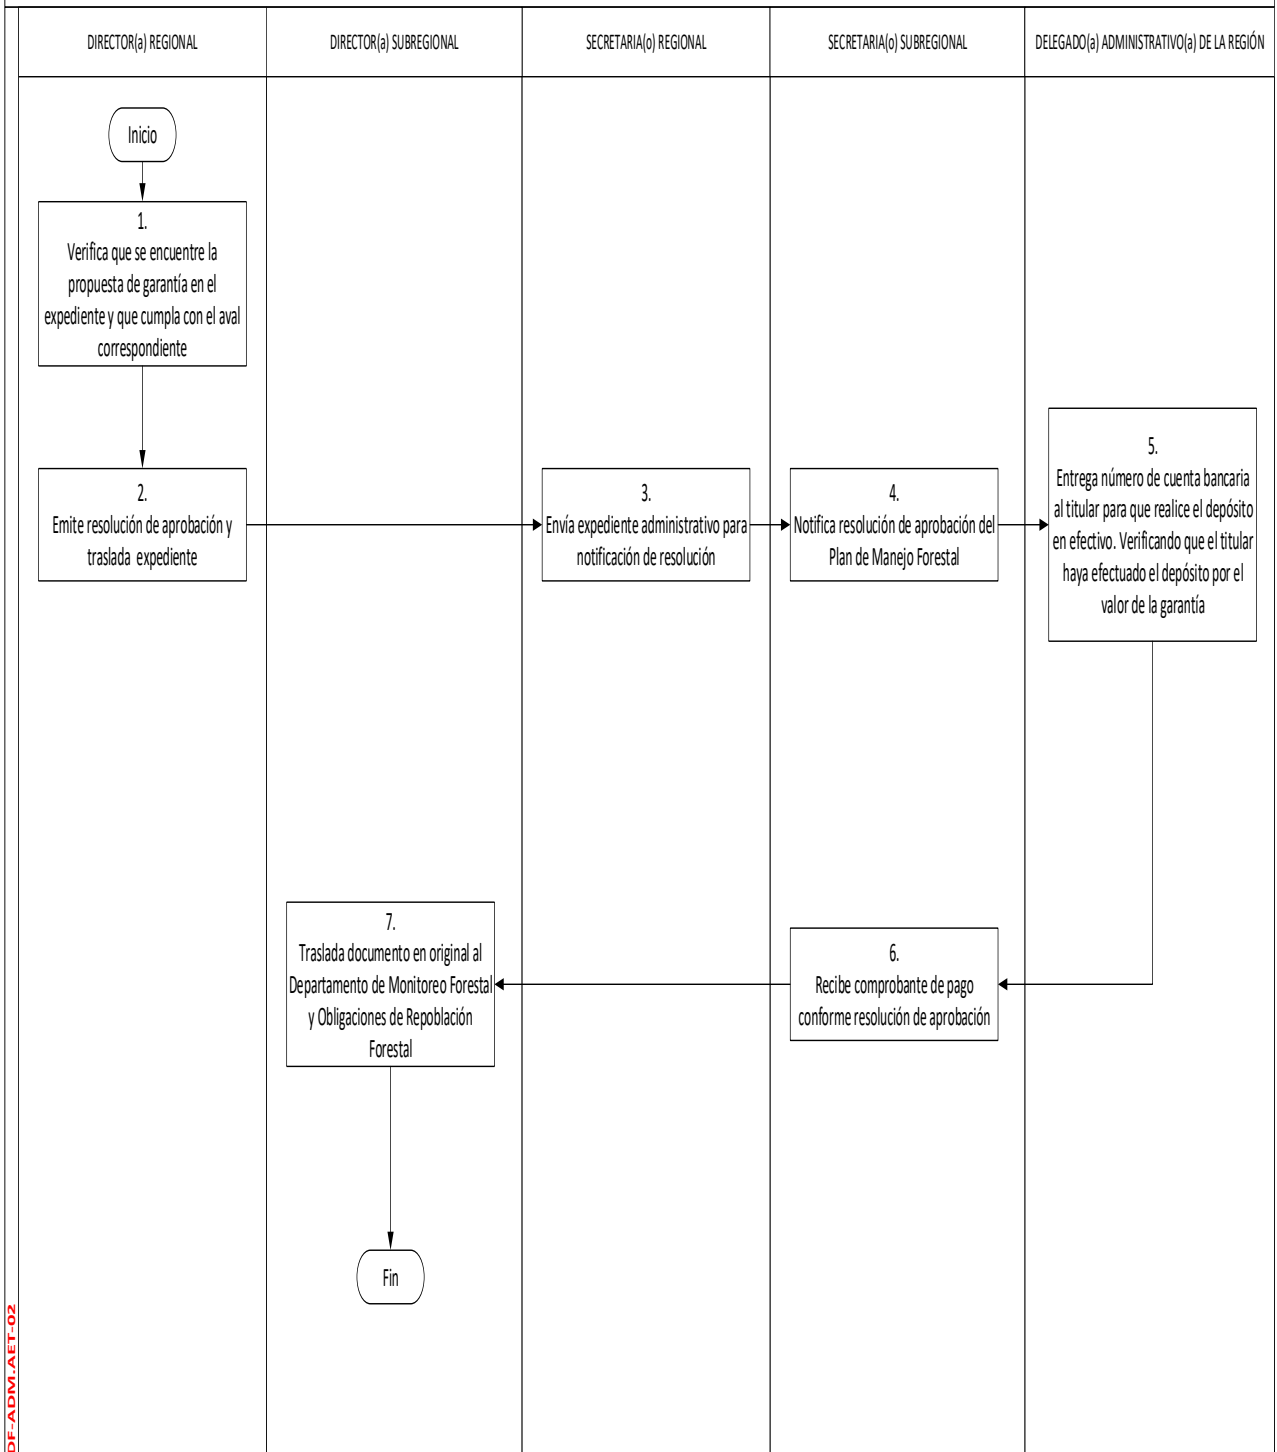 DIRECTOR(a) REGIONAL
DIRECTOR(a) SUBREGIONAL
SECRETARIA(o) REGIONAL
SECRETARIA(o) SUBREGIONAL
DELEGADO(a) ADMINISTRATIVO(a) DE LA REGIÓN
Inicio
1.
Verifica que se encuentre la
propuesta de garantía en el
expediente y que cumpla con el aval
correspondiente
2.
Emite resolución de aprobación y
traslada expediente
3.
Envía expediente administrativo para
notificación de resolución
4.
Notifica resolución de aprobación del
Plan de Manejo Forestal
5.
Entrega número de cuenta bancaria
al titular para que realice el depósito
en efectivo. Verificando que el titular
haya efectuado el depósito por el
valor de la garantía
6.
Recibe comprobante de pago
conforme resolución de aprobación
7.
Traslada documento en original al
Departamento de Monitoreo Forestal
y Obligaciones de Repoblación
Forestal
Fin
DF-ADM.AET-02